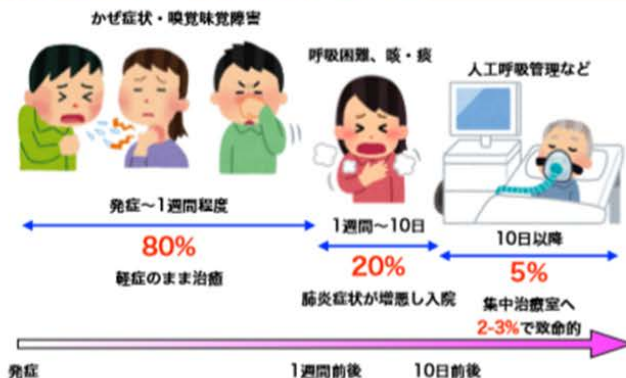 かぜ症状・嗅覚味覚障害
呼吸困難、咳・痰
人工呼吸管理など
発症〜1週間程度
80%
軽症のまま治癒
1週間〜10日
20%
肺炎症状が増悪し入院
10日以降
5%
集中治療室へ
2-3%で致命的
発症
1週間前後
10日前後